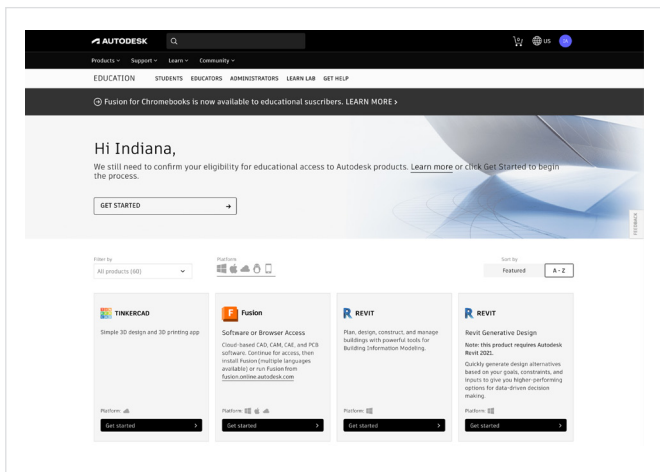 AUTODESK
0
US
Products
Support
Learn
Community
EDUCATION
STUDENTS
EDUCATORS
ADMINISTRATORS
LEARN LAB
GET HELP
Fusion for Chromebooks is now available to educational suscribers. LEARN MORE >
Hi Indiana,
We still need to confirm your eligibility for educational access to Autodesk products. Learn more or click Get Started to begin
the process.
GET STARTED
FEEDBACK
Filter by
All products (60)
Platform
Sort by
Featured
A - Z
TINKERCAD
Simple 3D design and 3D printing app
Platform:
Get started
F Fusion
Software or Browser Access
Cloud-based CAD, CAM, CAE, and PCB
software. Continue for access, then
install Fusion (multiple languages
available) or run Fusion from
fusion.online.autodesk.com
Platform:
Get started
R REVIT
Plan, design, construct, and manage
buildings with powerful tools for
Building Information Modeling.
Platform:
Get started
R REVIT
Revit Generative Design
Note: this product requires Autodesk
Revit 2021.
Quickly generate design alternatives
based on your goals, constraints, and
inputs to give you higher-performing
options for data-driven decision
making.
Platform:
Get started